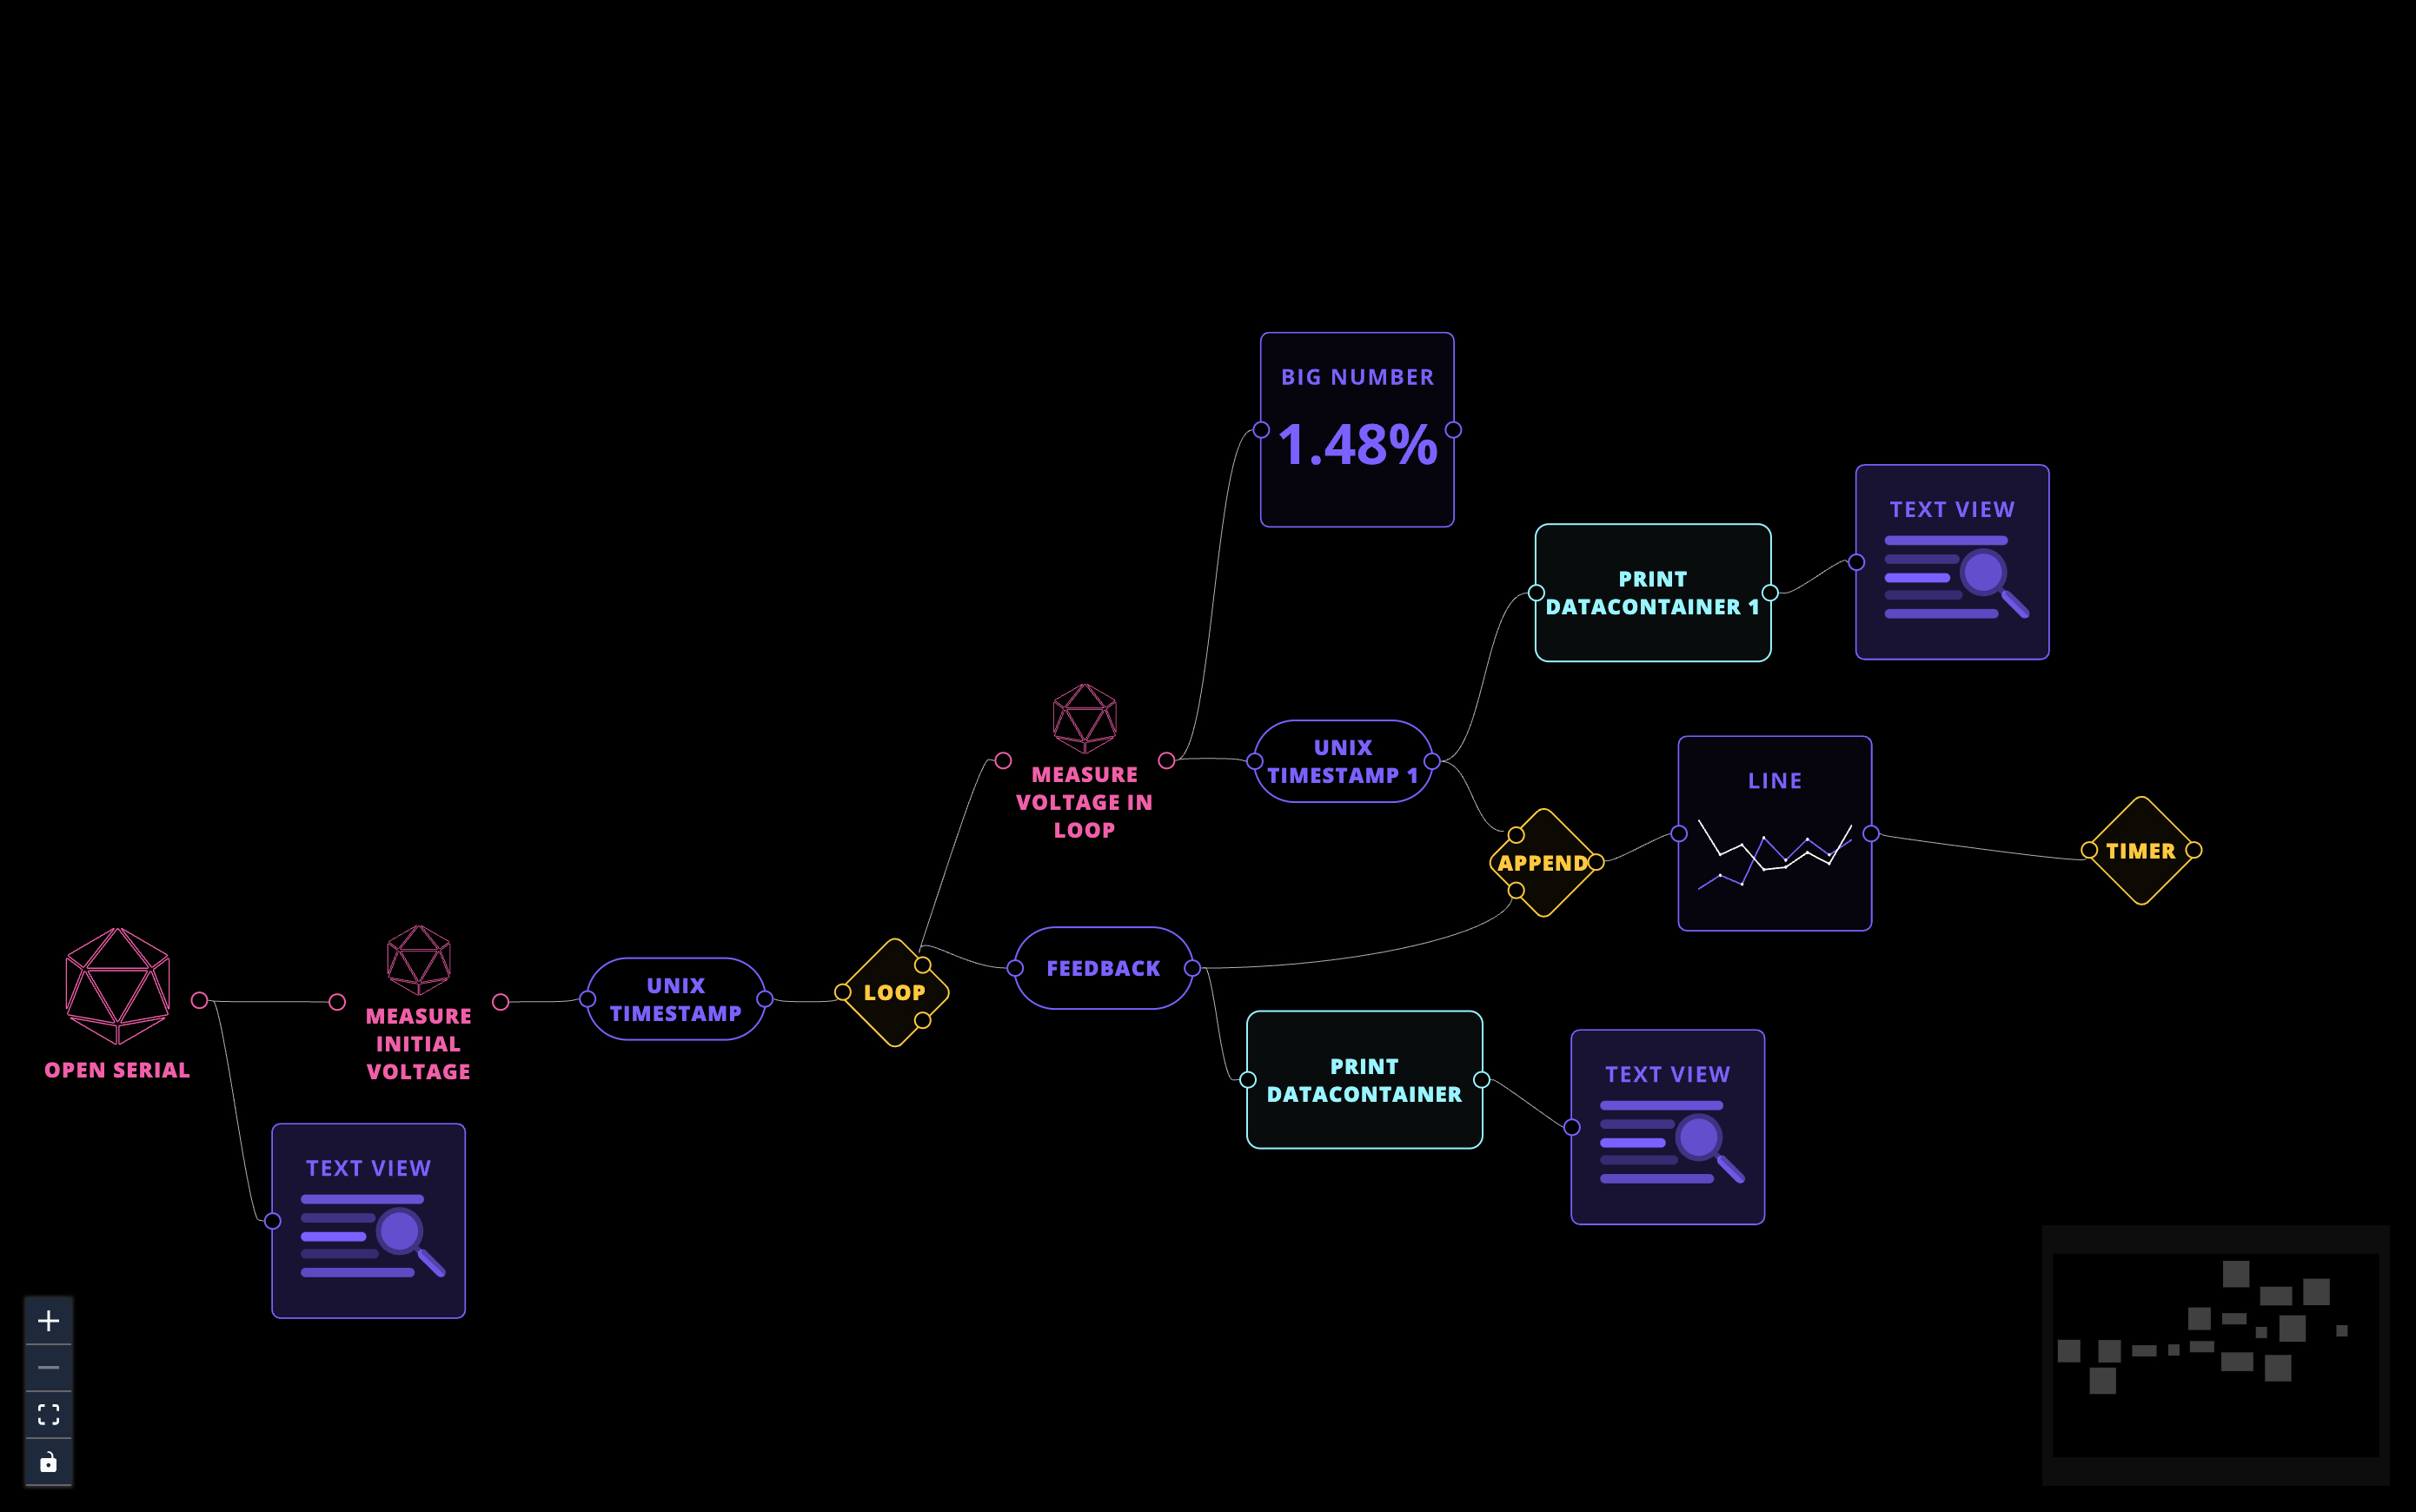 BIG NUMBER
1.48%
TEXT VIEW
PRINT
DATACONTAINER 1
MEASURE
VOLTAGE IN
LOOP
UNIX
TIMESTAMP 1
LINE
APPEND
TIMER
OPEN SERIAL
MEASURE
INITIAL
VOLTAGE
UNIX
TIMESTAMP
LOOP
FEEDBACK
PRINT
DATACONTAINER
TEXT VIEW
TEXT VIEW